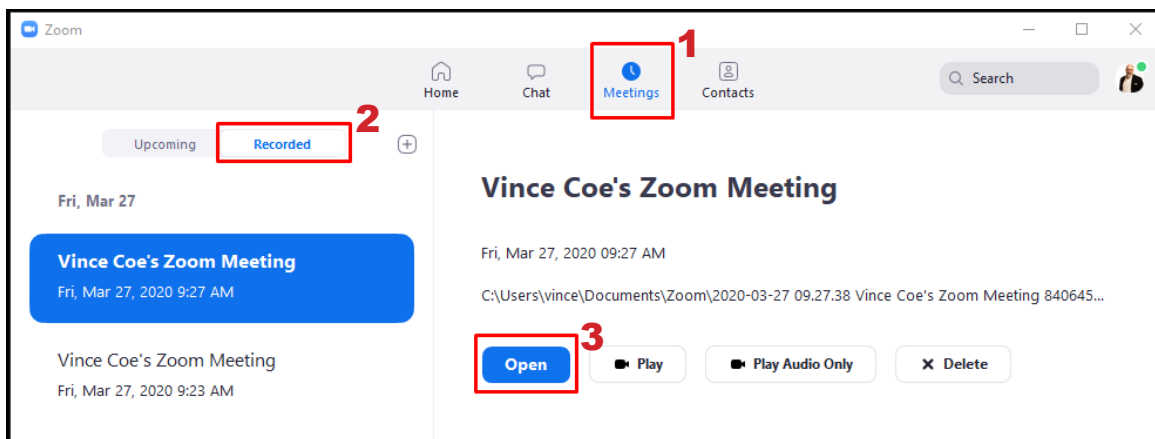 Zoom
1
Home
Chat
Meetings
Contacts
Search
2
Upcoming
Recorded
Fri, Mar 27
Vince Coe's Zoom Meeting
Fri, Mar 27, 2020 9:27 AM
Vince Coe's Zoom Meeting
Fri, Mar 27, 2020 9:23 AM
Vince Coe's Zoom Meeting
Fri, Mar 27, 2020 09:27 AM
C:\Users\vince\Documents\Zoom\2020-03-27 09.27.38 Vince Coe's Zoom Meeting 840645...
3
Open
Play
Play Audio Only
Delete